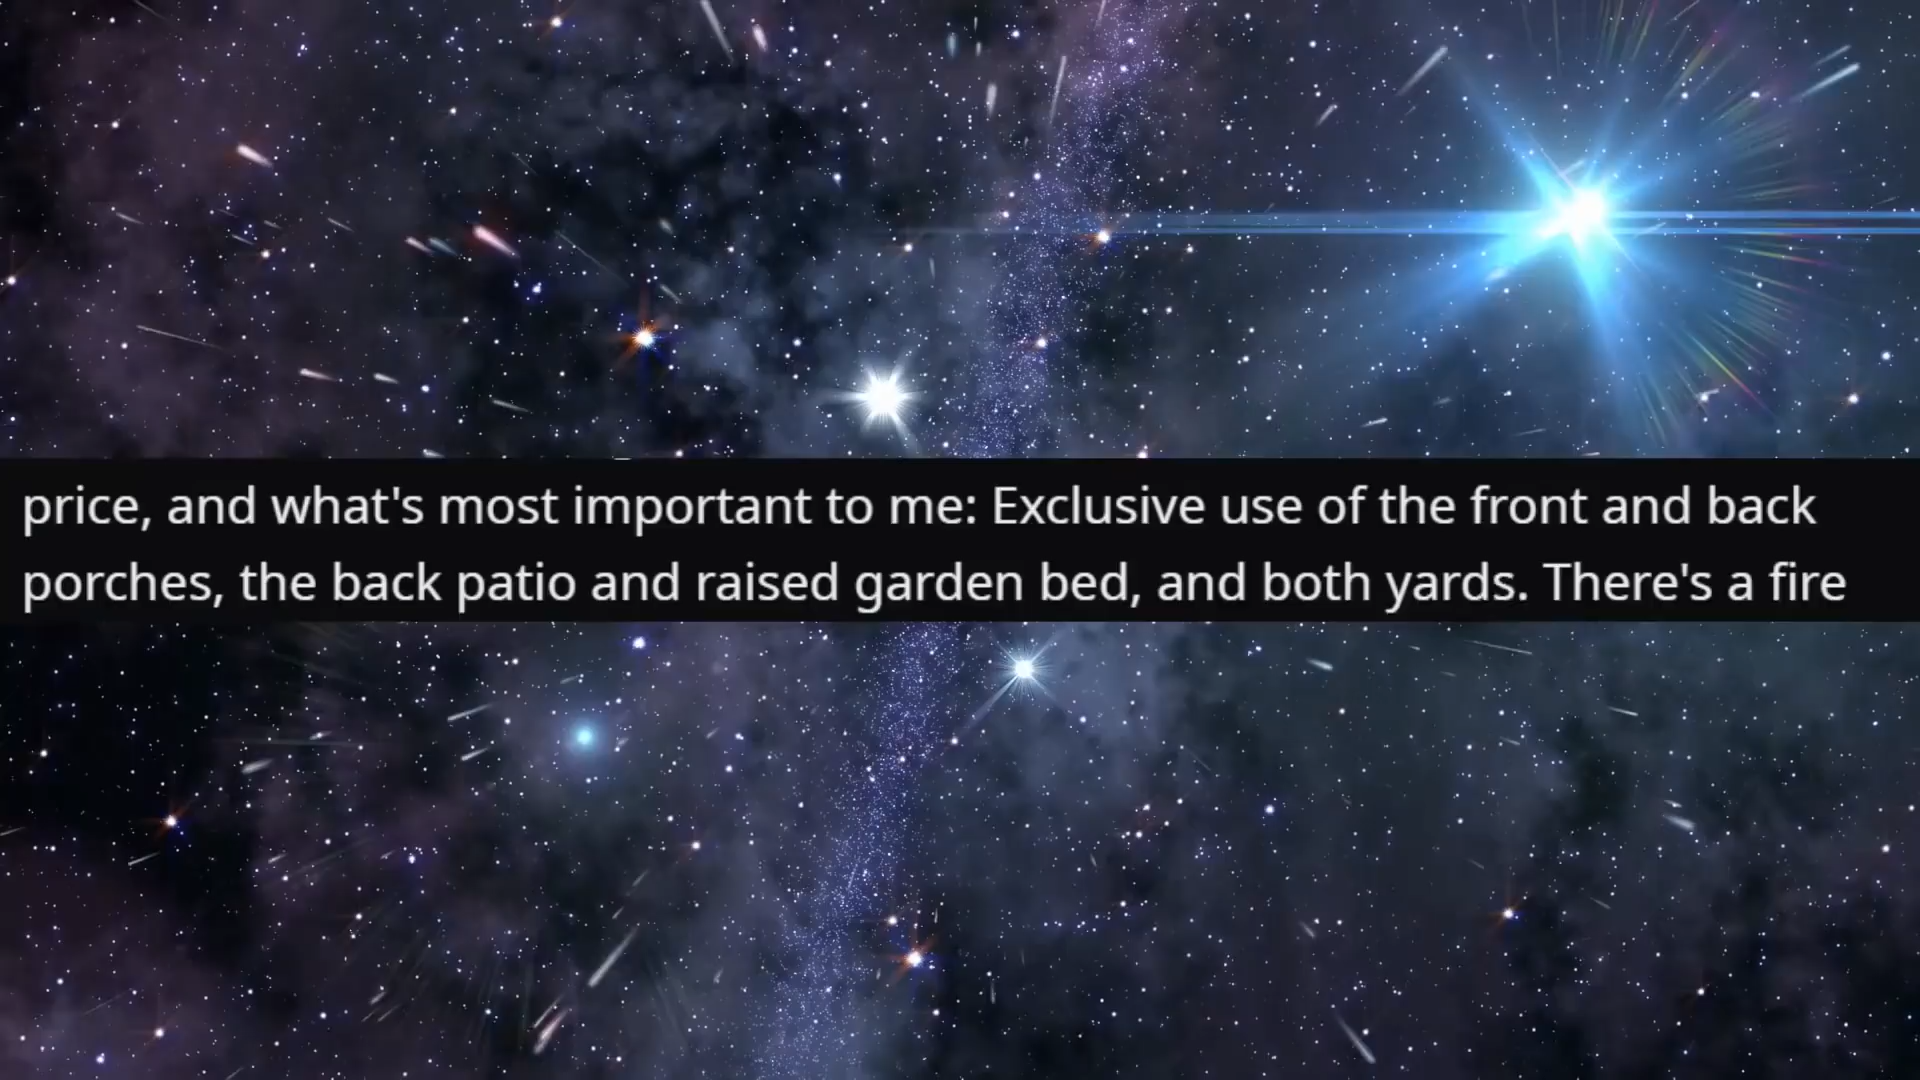 price, and what's most important to me: Exclusive use of the front and back
porches, the back patio and raised garden bed, and both yards. There's a fire